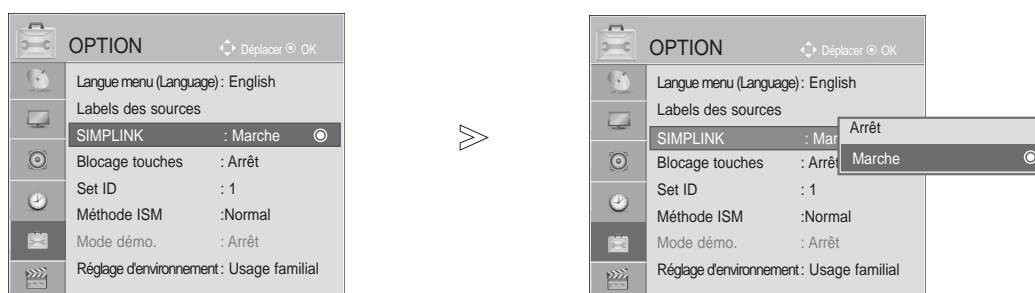 OPTION
Déplacer OK
Langue menu (Language) : English
Labels des sources
SIMPLINK : Marche
Blocage touches : Arrêt
Set ID : 1
Méthode ISM :Normal
Mode démo. : Arrêt
Réglage d'environnement : Usage familial
OPTION
Déplacer OK
Langue menu (Language) : English
Labels des sources
SIMPLINK : Mar
Arrêt
Marche
Blocage touches : Arrêt
Set ID : 1
Méthode ISM :Normal
Mode démo. : Arrêt
Réglage d'environnement : Usage familial